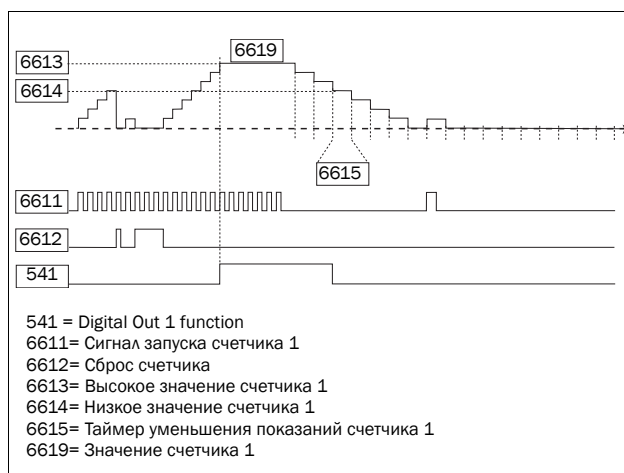 6619
6613
6614
6615
6611
6612
541
541 = Digital Out 1 function
6611= Сигнал запуска счетчика 1
6612= Сброс счетчика
6613= Высокое значение счетчика 1
6614= Низкое значение счетчика 1
6615= Таймер уменьшения показаний счетчика 1
6619= Значение счетчика 1